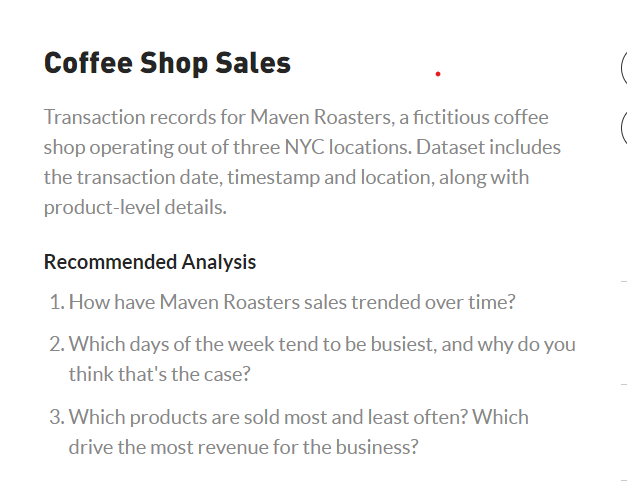 Coffee Shop Sales
Transaction records for Maven Roasters, a fictitious coffee
shop operating out of three NYC locations. Dataset includes
the transaction date, timestamp and location, along with
product-level details.
Recommended Analysis
1. How have Maven Roasters sales trended over time?
2. Which days of the week tend to be busiest, and why do you
think that's the case?
3. Which products are sold most and least often? Which
drive the most revenue for the business?